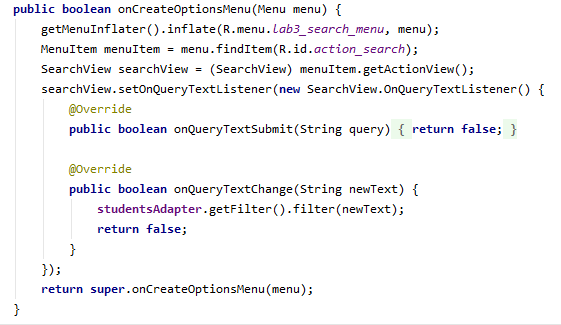 public boolean onCreateOptionsMenu(Menu menu) {
    getMenuInflater().inflate(R.menu.lab3_search_menu, menu);
    MenuItem menuItem = menu.findItem(R.id.action_search);
    SearchView searchView = (SearchView) menuItem.getActionView();
    searchView.setOnQueryTextListener(new SearchView.OnQueryTextListener() {
        @Override
        public boolean onQueryTextSubmit(String query) { return false; }

        @Override
        public boolean onQueryTextChange(String newText) {
            studentsAdapter.getFilter().filter(newText);
            return false;
        }
    });
    return super.onCreateOptionsMenu(menu);
}